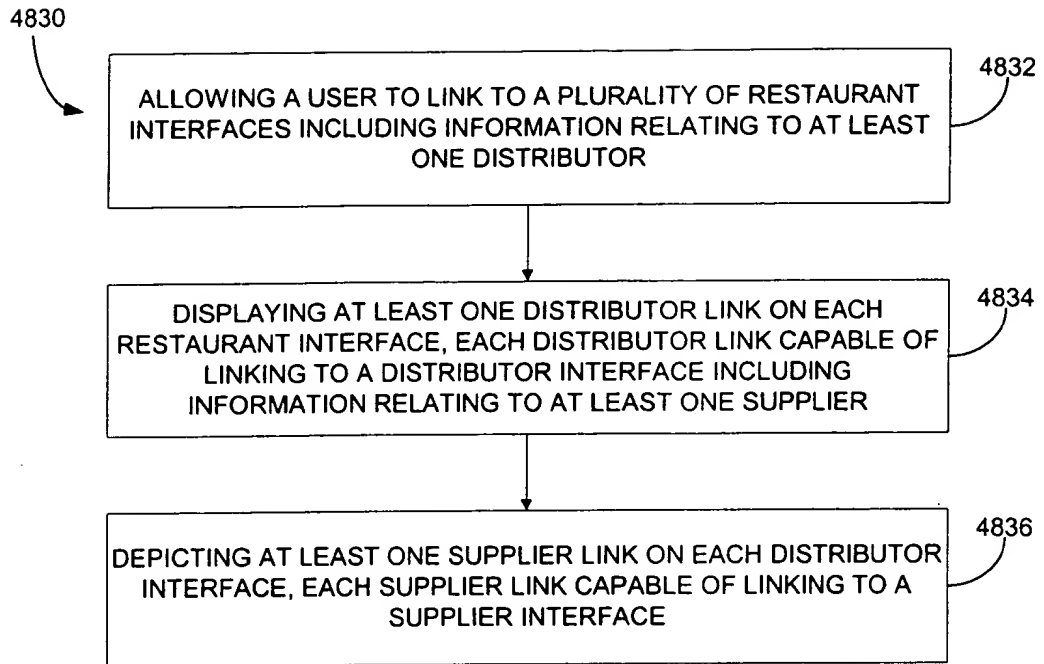 4830
4832
ALLOWING A USER TO LINK TO A PLURALITY OF RESTAURANT
INTERFACES INCLUDING INFORMATION RELATING TO AT LEAST
ONE DISTRIBUTOR
4834
DISPLAYING AT LEAST ONE DISTRIBUTOR LINK ON EACH
RESTAURANT INTERFACE, EACH DISTRIBUTOR LINK CAPABLE OF
LINKING TO A DISTRIBUTOR INTERFACE INCLUDING
INFORMATION RELATING TO AT LEAST ONE SUPPLIER
4836
DEPICTING AT LEAST ONE SUPPLIER LINK ON EACH DISTRIBUTOR
INTERFACE, EACH SUPPLIER LINK CAPABLE OF LINKING TO A
SUPPLIER INTERFACE